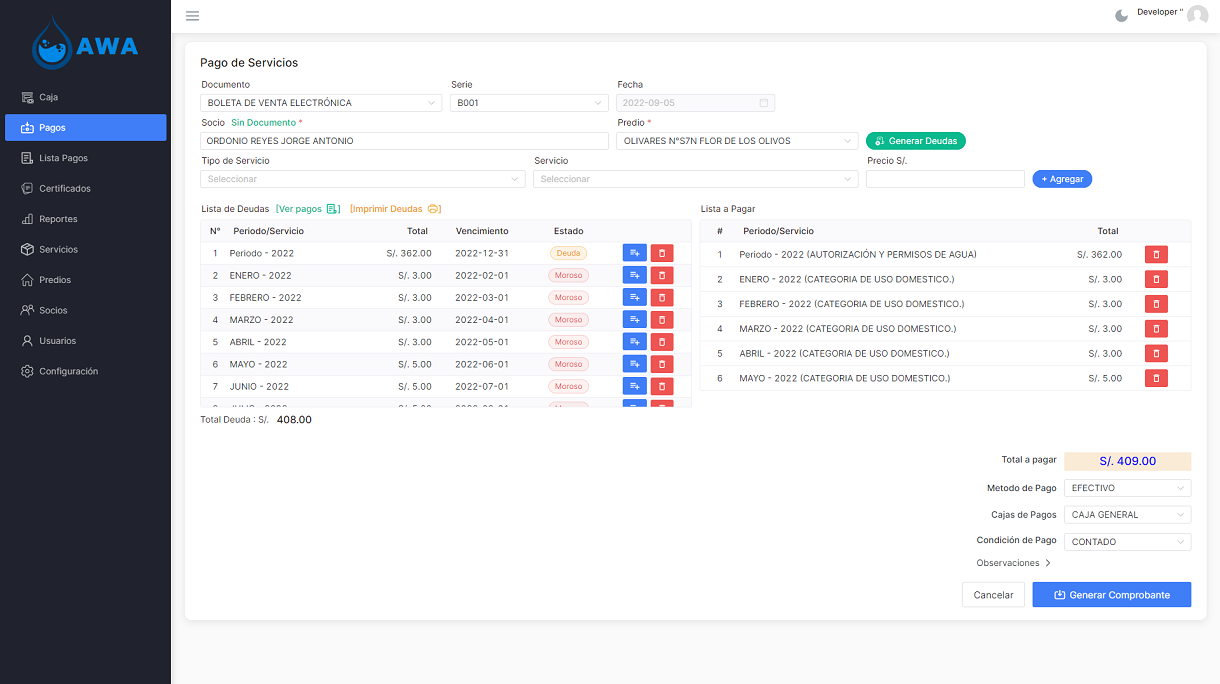 AWA
Developer "
Caja
Pagos
Lista Pagos
Certificados
Reportes
Servicios
Predios
Socios
Usuarios
Configuración
Pago de Servicios
Documento Serie Fecha
BOLETA DE VENTA ELECTRÓNICA B001 2022-09-05
Socio Sin Documento * Predio *
ORDONIO REYES JORGE ANTONIO OLIVARES N°S7N FLOR DE LOS OLIVOS Generar Deudas
Tipo de Servicio Servicio Precio S/.
Seleccionar Seleccionar + Agregar
Lista de Deudas [Ver pagos ] [Imprimir Deudas ]
N° Periodo/Servicio Total Vencimiento Estado
1 Periodo - 2022 S/. 362.00 2022-12-31 Deuda
2 ENERO - 2022 S/. 3.00 2022-02-01 Moroso
3 FEBRERO - 2022 S/. 3.00 2022-03-01 Moroso
4 MARZO - 2022 S/. 3.00 2022-04-01 Moroso
5 ABRIL - 2022 S/. 3.00 2022-05-01 Moroso
6 MAYO - 2022 S/. 5.00 2022-06-01 Moroso
7 JUNIO - 2022 S/. 5.00 2022-07-01 Moroso
Total Deuda : S/. 408.00
Lista a Pagar
# Periodo/Servicio Total
1 Periodo - 2022 (AUTORIZACIÓN Y PERMISOS DE AGUA) S/. 362.00
2 ENERO - 2022 (CATEGORIA DE USO DOMESTICO.) S/. 3.00
3 FEBRERO - 2022 (CATEGORIA DE USO DOMESTICO.) S/. 3.00
4 MARZO - 2022 (CATEGORIA DE USO DOMESTICO.) S/. 3.00
5 ABRIL - 2022 (CATEGORIA DE USO DOMESTICO.) S/. 3.00
6 MAYO - 2022 (CATEGORIA DE USO DOMESTICO.) S/. 5.00
Total a pagar S/. 409.00
Metodo de Pago EFECTIVO
Cajas de Pagos CAJA GENERAL
Condición de Pago CONTADO
Observaciones
Cancelar Generar Comprobante